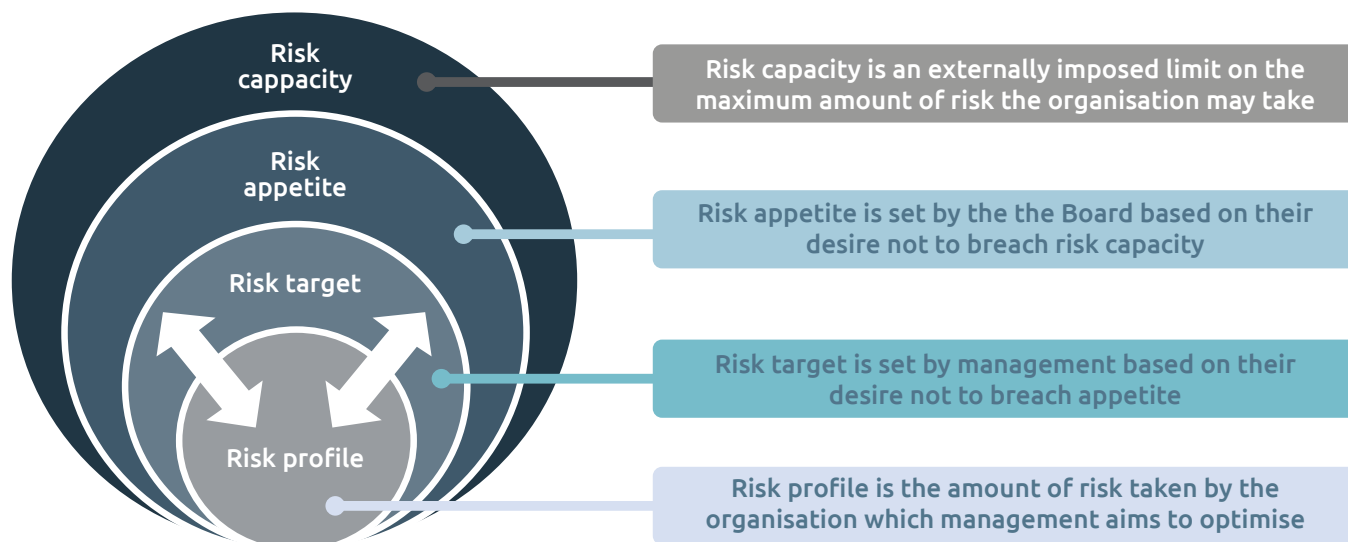 Risk
cappacity
Risk capacity is an externally imposed limit on the
maximum amount of risk the organisation may take
Risk
appetite
Risk appetite is set by the the Board based on their
desire not to breach risk capacity
Risk target
Risk target is set by management based on their
desire not to breach appetite
Risk profile
Risk profile is the amount of risk taken by the
organisation which management aims to optimise